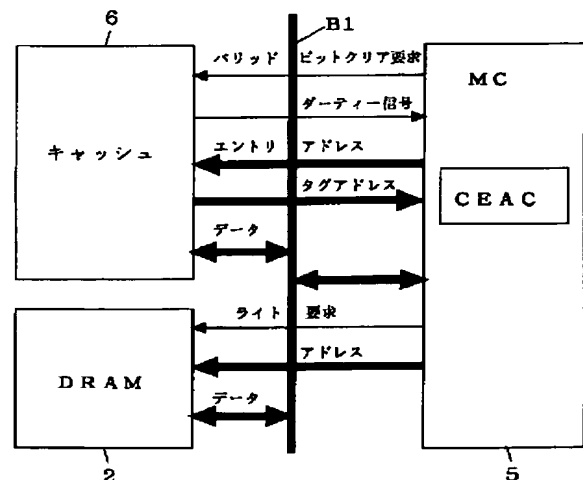 6
B1
バリッド ビットクリア要求
MC
ダーティー信号
キャッシュ
エントリ アドレス
タグアドレス
CEAC
データ
ライト 要求
アドレス
DRAM
データ
2
5